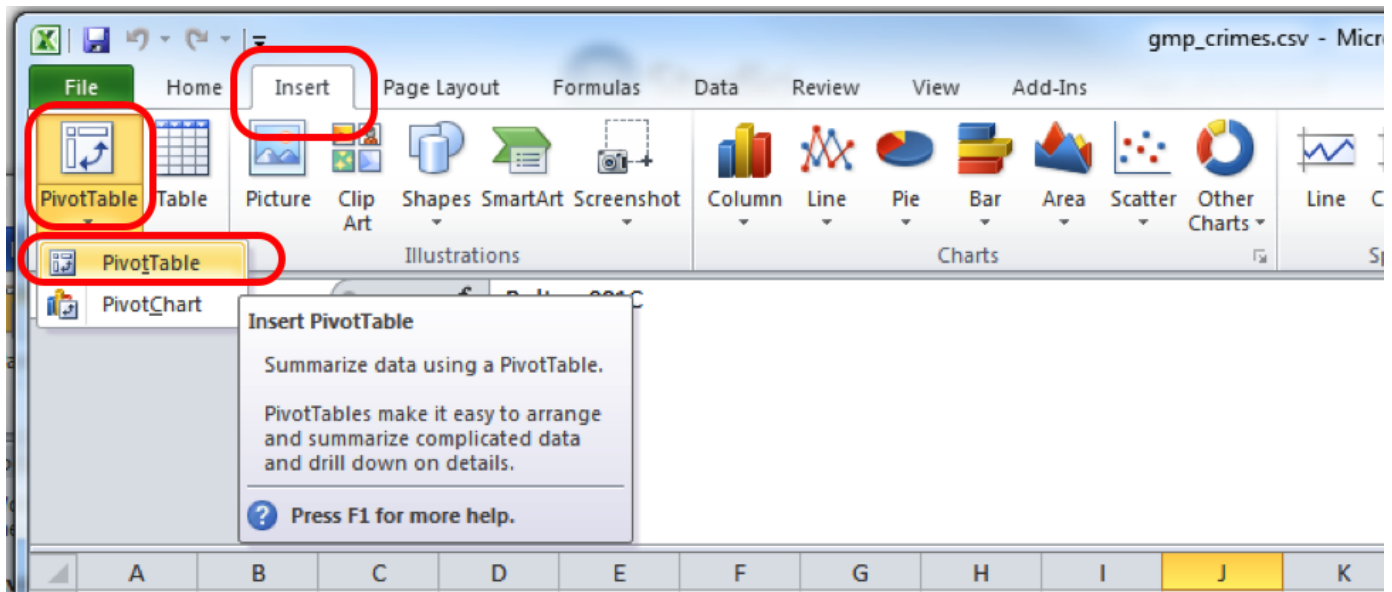 gmp_crimes.csv - Micr
File Home Insert Page Layout Formulas Data Review View Add-Ins
PivotTable Table Picture Clip Art Shapes SmartArt Screenshot Column Line Pie Bar Area Scatter Other Charts Line
Illustrations Charts
PivotTable
PivotChart
Insert PivotTable
Summarize data using a PivotTable.
PivotTables make it easy to arrange
and summarize complicated data
and drill down on details.
Press F1 for more help.
A B C D E F G H I J K